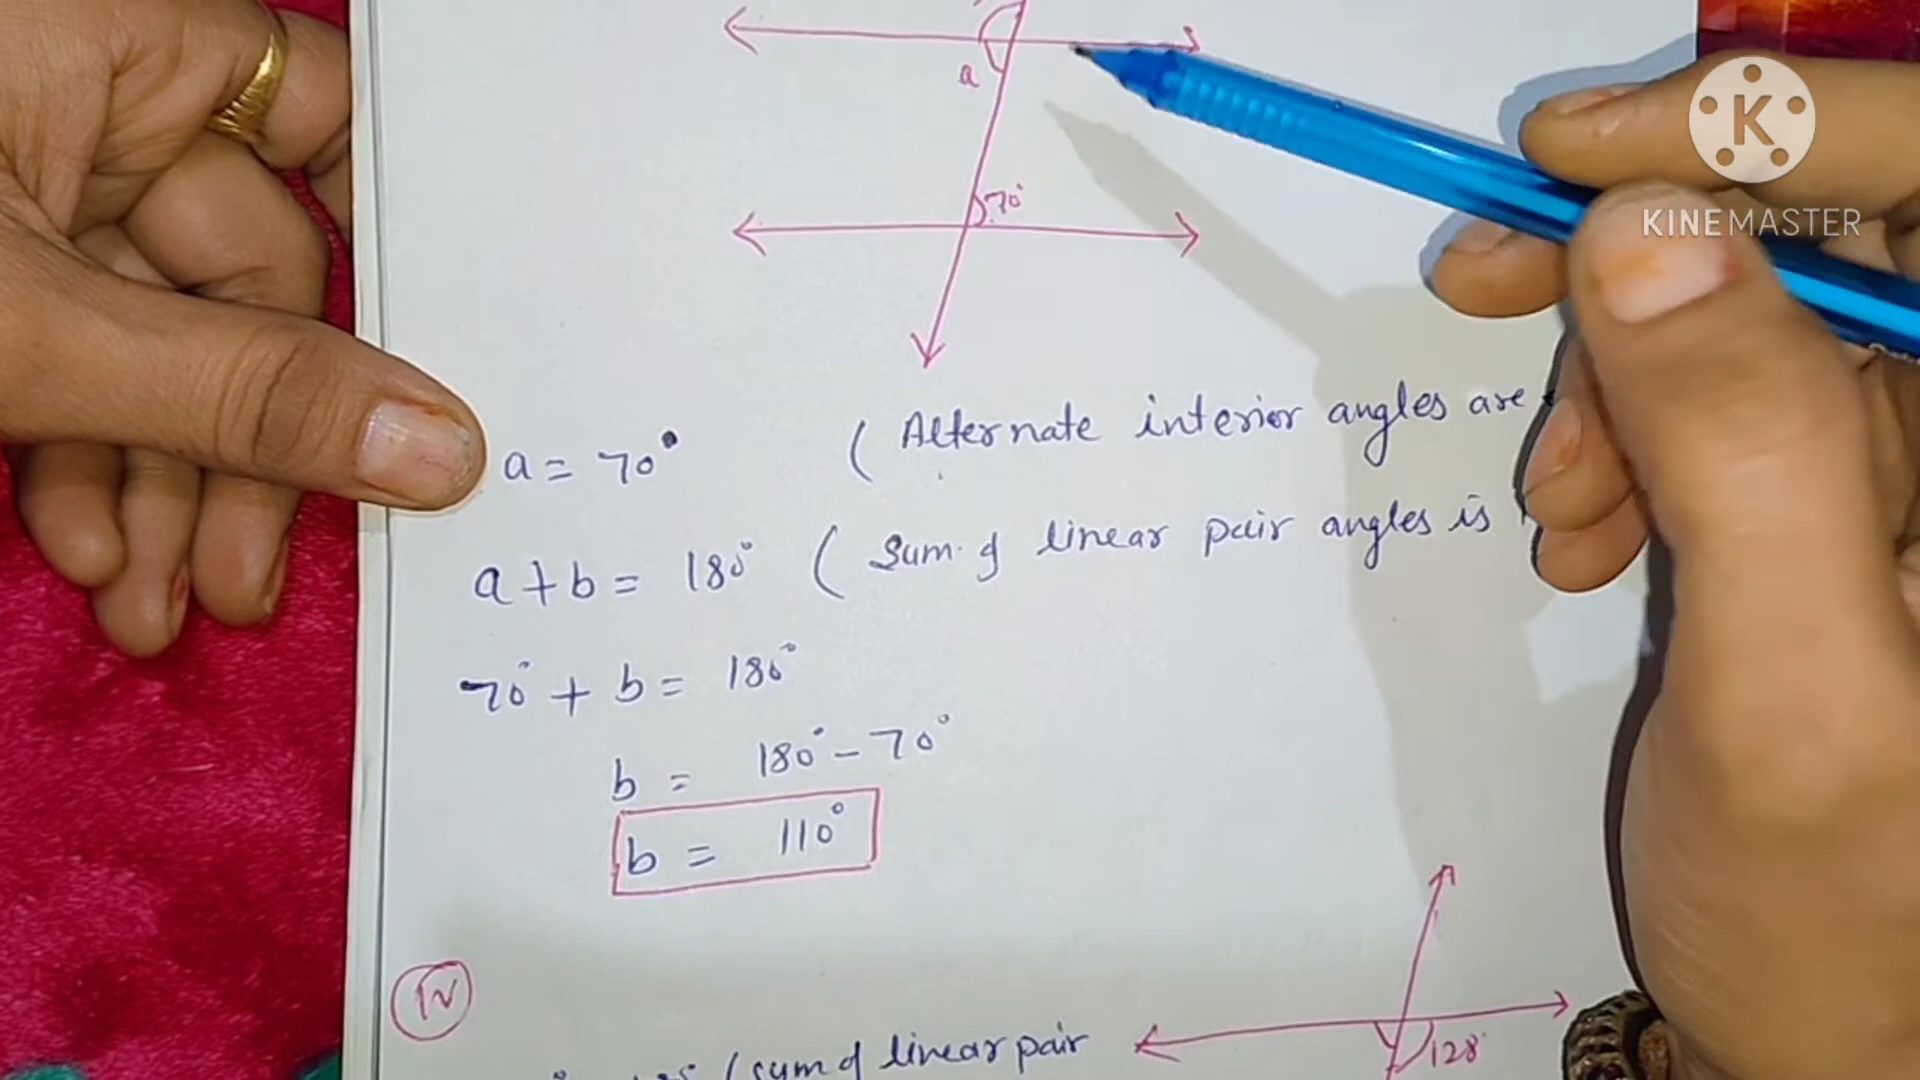 a
70°
KINEMASTER
a = 70° ( Alternate interior angles are
a + b = 180° ( Sum of linear pair angles is
70° + b = 180°
b = 180° - 70°
b = 110°
IV
128°
(sum of linear pair